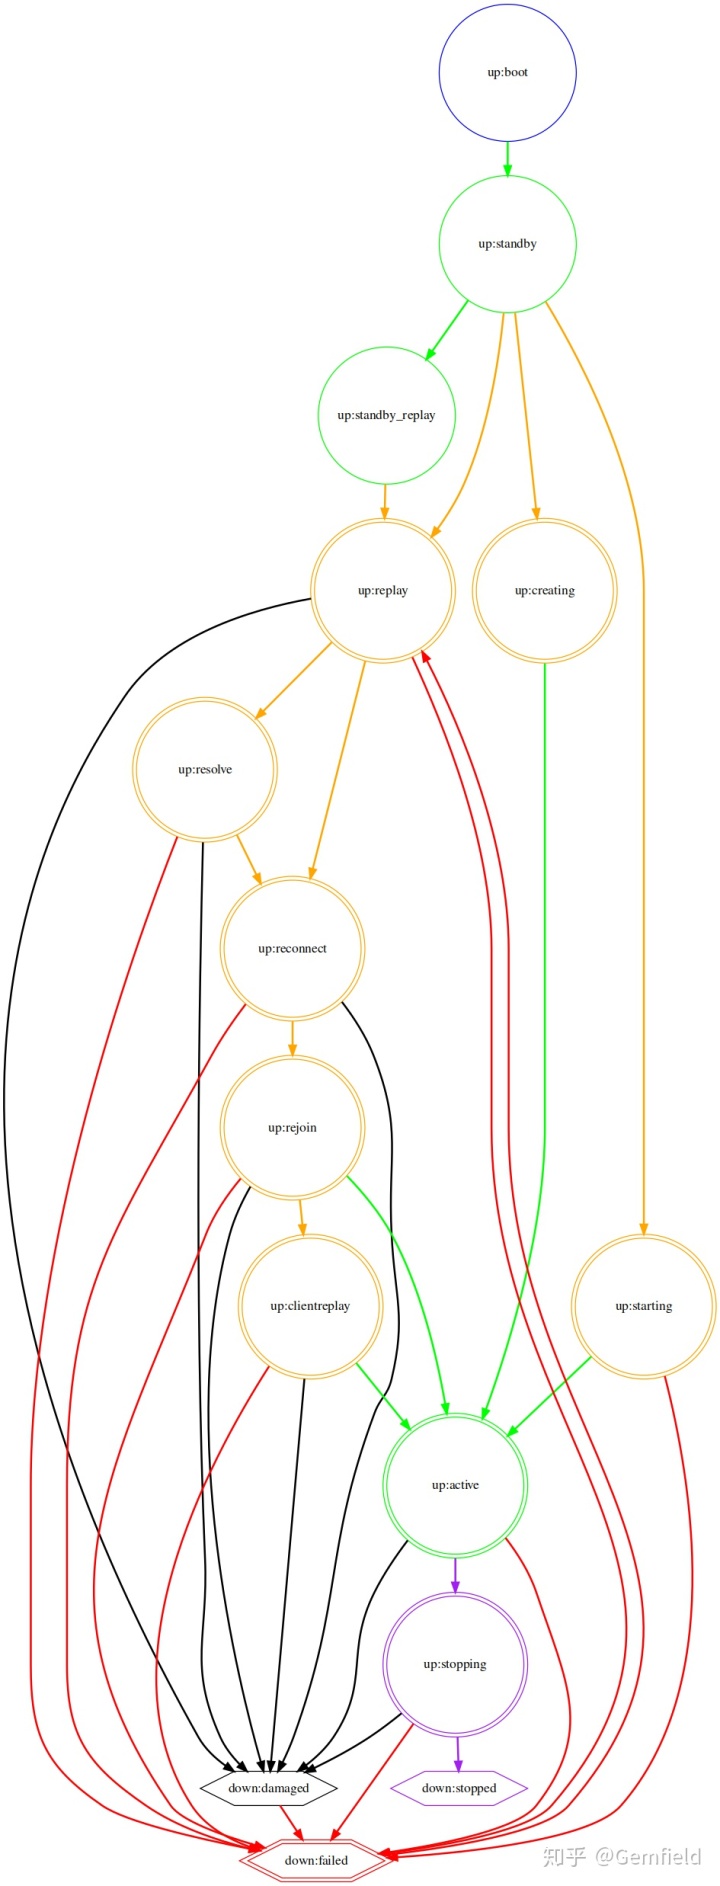 up:boot
up:standby
up:standby_replay
up:replay
up:creating
up:resolve
up:reconnect
up:rejoin
up:clientreplay
up:starting
up:active
up:stopping
down:damaged
down:stopped
down:failed
知乎 @Gemfield